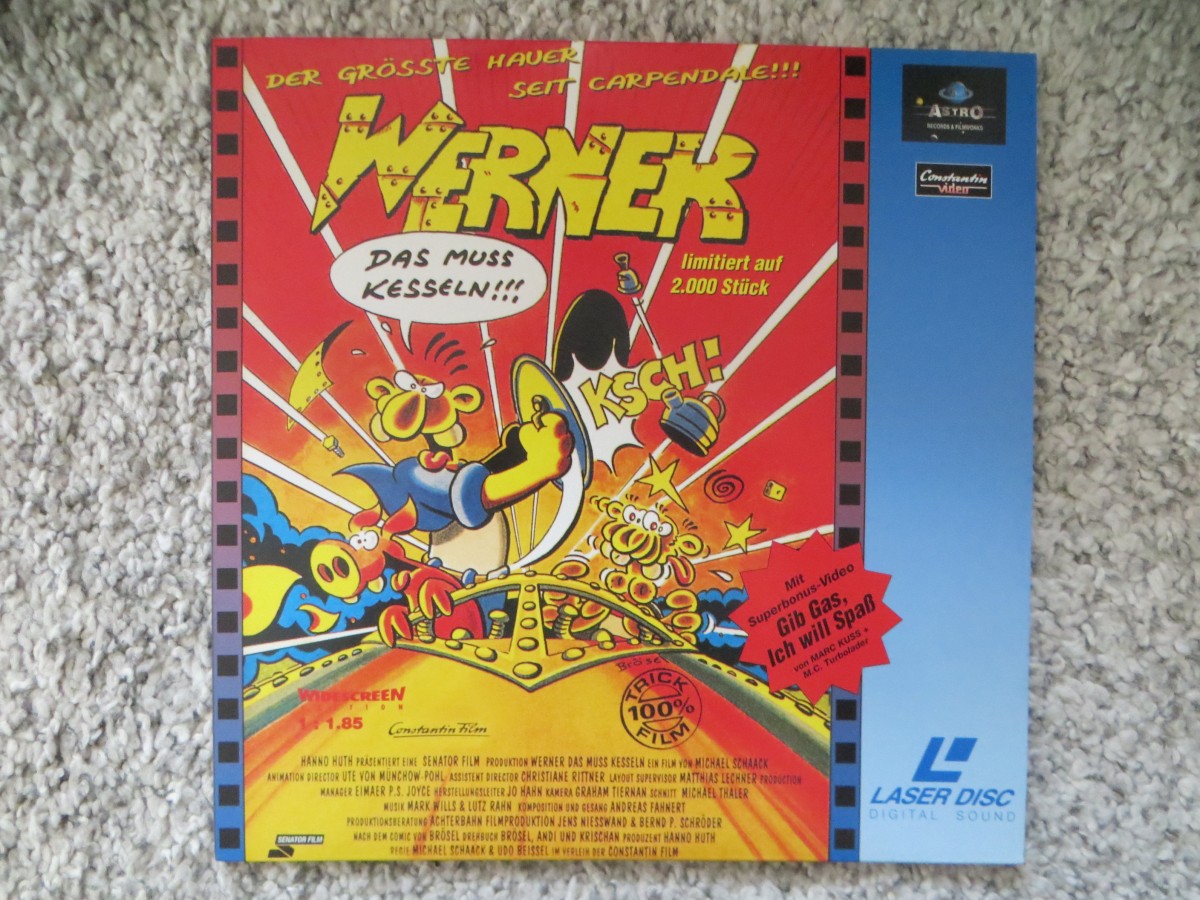 DER GRÖSSTE HAUER
SEIT CARPENDALE!!!
WERNER
DAS MUSS
KESSELN!!!
limitiert auf
2.000 Stück
KSCH!
ASTRO
RECORDS & FILMWORKS
Constantin
video
Mit
Superbonus-Video
Gib Gas,
Ich will Spaß
von MARC KUSS +
M.C. Turbolader
Brösel
TRICK
100%
FILM
WIDESCREEN
EDITION
1 : 1.85
Constantin Film
HANNO HUTH PRÄSENTIERT EINE SENATOR FILM PRODUKTION WERNER DAS MUSS KESSELN EIN FILM VON MICHAEL SCHAACK
ANIMATION DIRECTOR UTE VON MÜNCHOW-POHL ASSISTENT DIRECTOR CHRISTIANE RITTNER LAYOUT SUPERVISOR MATTHIAS LECHNER PRODUCTION
MANAGER EIMAER P.S. JOYCE HERSTELLUNGSLEITER JO HAHN KAMERA GRAHAM TIERNAN SCHNITT MICHAEL THALER
MUSIK MARK WILLS & LUTZ RAHN KOMPOSITION UND GESANG ANDREAS FAHNERT
PRODUKTIONSBERATUNG ACHTERBAHN FILMPRODUKTION JENS NIESSWAND & BERND P. SCHRÖDER
NACH DEM COMIC VON BRÖSEL DREHBUCH BRÖSEL, ANDI UND KRISCHAN PRODUZENT HANNO HUTH
REGIE MICHAEL SCHAACK & UDO BEISSEL IM VERLEIH DER CONSTANTIN FILM
SENATOR FILM
LASER DISC
DIGITAL SOUND